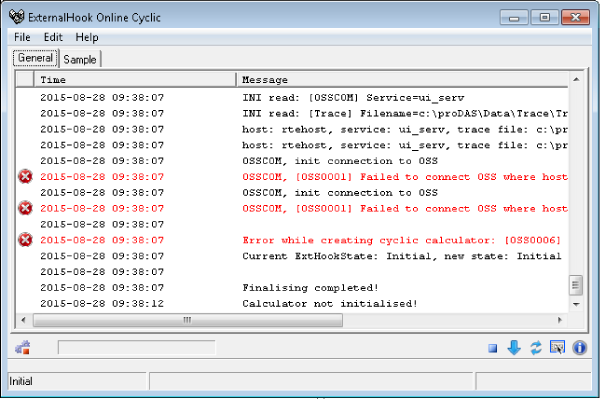 ExternalHook Online Cyclic
File Edit Help
General Sample
Time Message
2015-08-28 09:38:07 INI read: [OSSCOM] Service=ui_serv
2015-08-28 09:38:07 INI read: [Trace] Filename=c:\proDAS\Data\Trace\Tr
2015-08-28 09:38:07 host: rtehost, service: ui_serv, trace file: c:\pr
2015-08-28 09:38:07 host: rtehost, service: ui_serv, trace file: c:\pr
2015-08-28 09:38:07 OSSCOM, init connection to OSS
2015-08-28 09:38:07 OSSCOM, [OSS0001] Failed to connect OSS where host
2015-08-28 09:38:07 OSSCOM, init connection to OSS
2015-08-28 09:38:07 OSSCOM, [OSS0001] Failed to connect OSS where host
2015-08-28 09:38:07
2015-08-28 09:38:07 Error while creating cyclic calculator: [OSS0006]
2015-08-28 09:38:07 Current ExtHookState: Initial, new state: Initial
2015-08-28 09:38:07
2015-08-28 09:38:07 Finalising completed!
2015-08-28 09:38:12 Calculator not initialised!
Initial